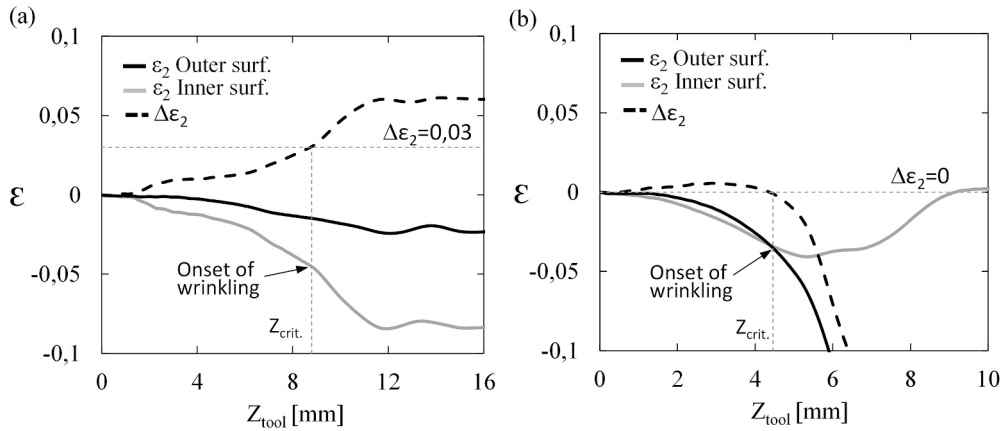 (a)
0,1
0,05
0
-0,05
-0,1
ε
ε2 Outer surf.
ε2 Inner surf.
Δε2
Δε2=0,03
Onset of
wrinkling
Zcrit.
0 4 8 12 16
Ztool [mm]
(b)
0,1
0,05
0
-0,05
-0,1
ε
ε2 Outer surf.
ε2 Inner surf.
Δε2
Δε2=0
Onset of
wrinkling
Zcrit.
0 2 4 6 8 10
Ztool [mm]